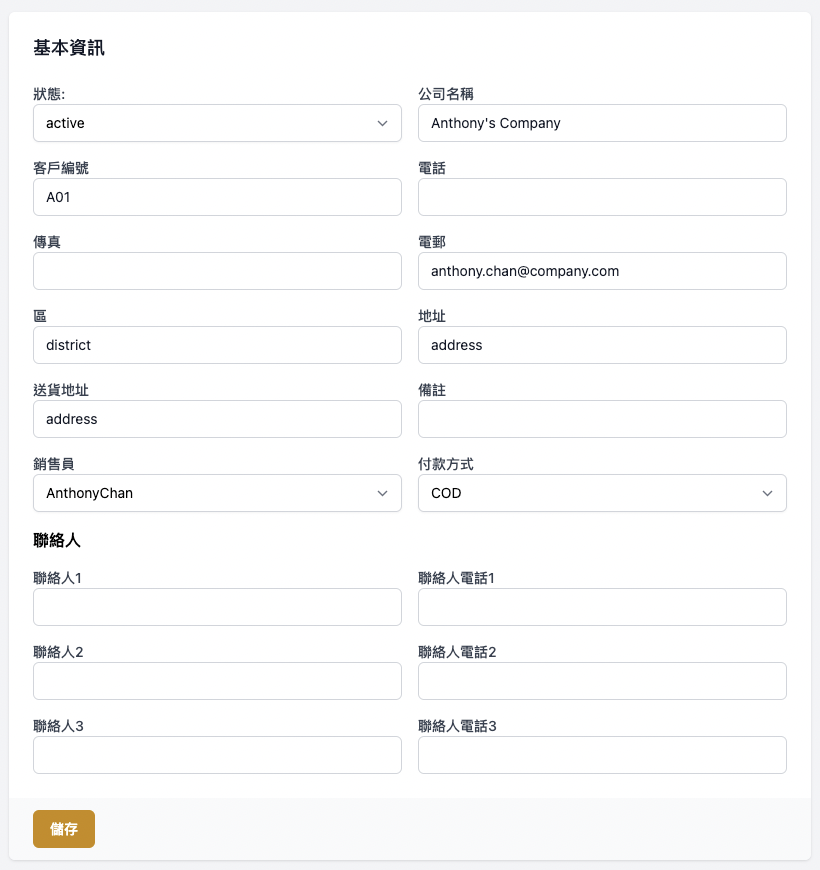 基本資訊
狀態:
active
公司名稱
Anthony's Company
客戶編號
A01
電話
傳真
電郵
anthony.chan@company.com
區
district
地址
address
送貨地址
address
備註
銷售員
AnthonyChan
付款方式
COD
聯絡人
聯絡人1
聯絡人電話1
聯絡人2
聯絡人電話2
聯絡人3
聯絡人電話3
儲存